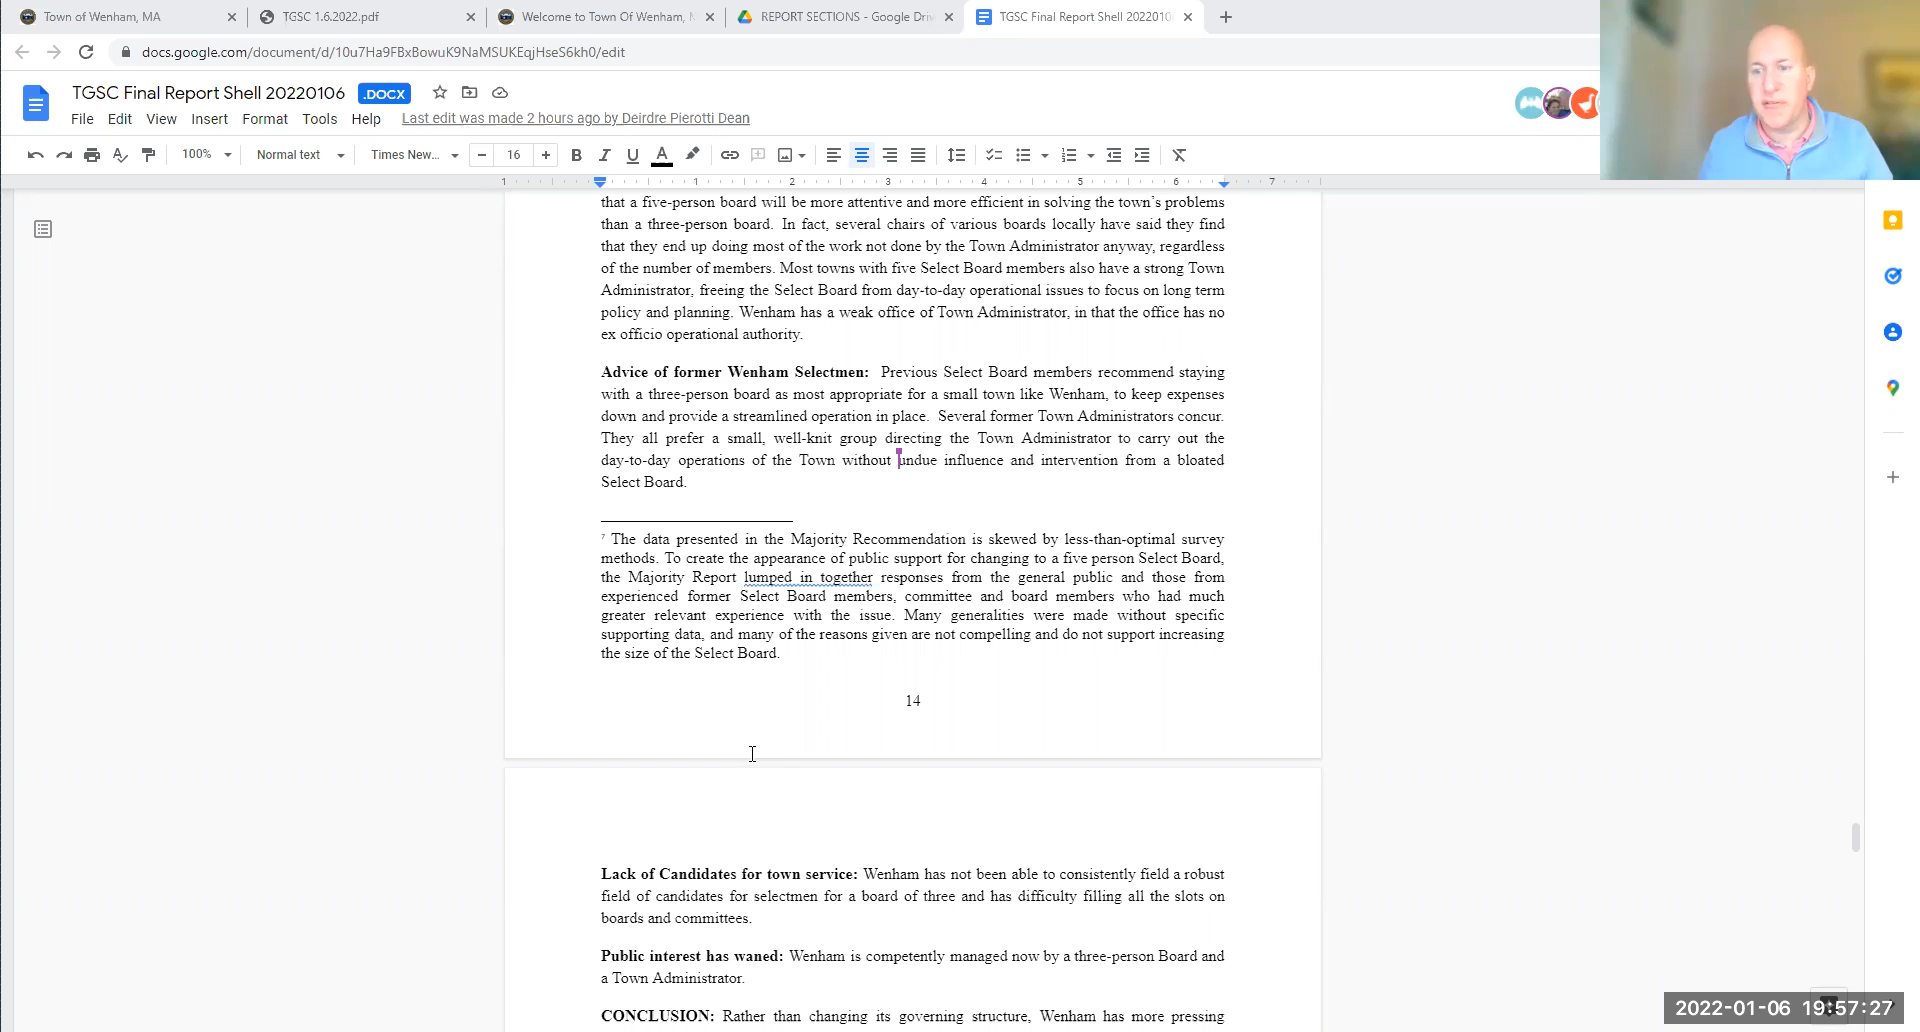 Town of Wenham, MA
TGSC 1.6.2022.pdf
Welcome to Town Of Wenham,
REPORT SECTIONS - Google Driv
TGSC Final Report Shell 2022010
docs.google.com/document/d/10u7Ha9FBxBowuK9NaMSUKEqjHseS6kh0/edit
TGSC Final Report Shell 20220106 .DOCX
File Edit View Insert Format Tools Help Last edit was made 2 hours ago by Deirdre Pierotti Dean
100% Normal text Times New... 16 B I U A
1 1 2 3 4 5 6 7
that a five-person board will be more attentive and more efficient in solving the town's problems
than a three-person board. In fact, several chairs of various boards locally have said they find
that they end up doing most of the work not done by the Town Administrator anyway, regardless
of the number of members. Most towns with five Select Board members also have a strong Town
Administrator, freeing the Select Board from day-to-day operational issues to focus on long term
policy and planning. Wenham has a weak office of Town Administrator, in that the office has no
ex officio operational authority.
Advice of former Wenham Selectmen: Previous Select Board members recommend staying
with a three-person board as most appropriate for a small town like Wenham, to keep expenses
down and provide a streamlined operation in place. Several former Town Administrators concur.
They all prefer a small, well-knit group directing the Town Administrator to carry out the
day-to-day operations of the Town without undue influence and intervention from a bloated
Select Board.
7 The data presented in the Majority Recommendation is skewed by less-than-optimal survey
methods. To create the appearance of public support for changing to a five person Select Board,
the Majority Report lumped in together responses from the general public and those from
experienced former Select Board members, committee and board members who had much
greater relevant experience with the issue. Many generalities were made without specific
supporting data, and many of the reasons given are not compelling and do not support increasing
the size of the Select Board.
14
Lack of Candidates for town service: Wenham has not been able to consistently field a robust
field of candidates for selectmen for a board of three and has difficulty filling all the slots on
boards and committees.
Public interest has waned: Wenham is competently managed now by a three-person Board and
a Town Administrator.
CONCLUSION: Rather than changing its governing structure, Wenham has more pressing
2022-01-06 19:57:27